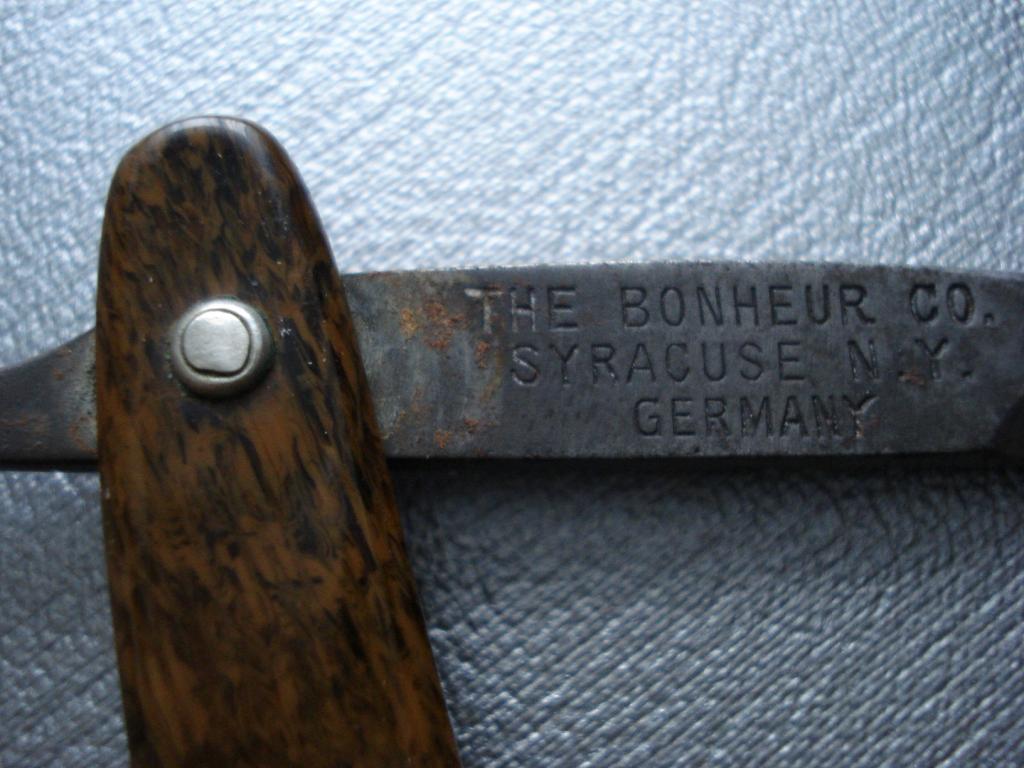 THE BONHEUR CO.
SYRACUSE N.Y.
GERMANY